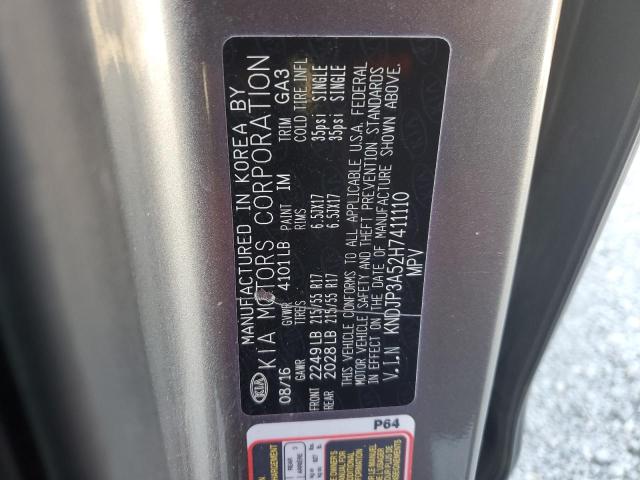 KIA
MANUFACTURED IN KOREA BY
KIA MOTORS CORPORATION
08/16 GVWR 4101LB PAINT IM TRIM GA3
GAWR TIRES RIMS COLD TIRE INFL
FRONT 2249LB 215/55 R17 6.5JX17 35psi SINGLE
REAR 2028LB 215/55 R17 6.5JX17 35psi SINGLE
THIS VEHICLE CONFORMS TO ALL APPLICABLE U.S.A. FEDERAL
MOTOR VEHICLE SAFETY AND THEFT PREVENTION STANDARDS
IN EFFECT ON THE DATE OF MANUFACTURE SHOWN ABOVE.
V.I.N KNDJP3A52H7411110
MPV
P64
REAR
ARRIÈRE